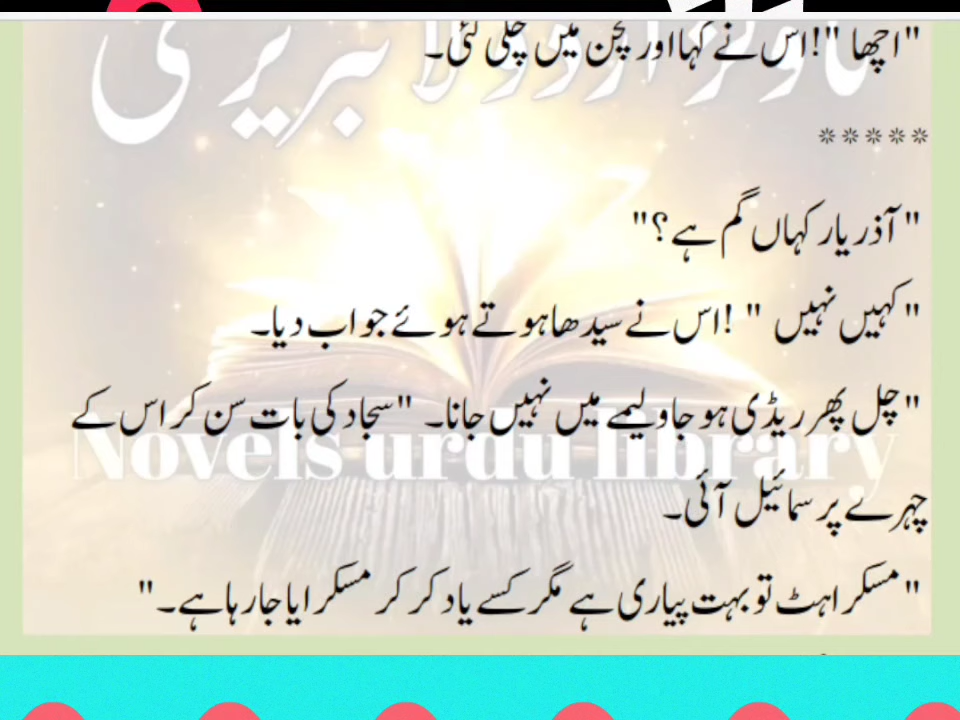 "اچھا "!اس نے کہا اور کچن میں چلی گئی۔
ناولز اردو لائبریری
*****
"آذر یار کہاں گم ہے؟"
"کہیں نہیں " !اس نے سیدھا ہوتے ہوئے جواب دیا۔
"چل پھر ریڈی ہو جا ولیمے میں نہیں جانا۔ "سجاد کی بات سن کر اس کے
Novels urdu library
چہرے پر سمائیل آئی۔
"مسکراہٹ تو بہت پیاری ہے مگر کسے یاد کر کر مسکرایا جا رہا ہے۔"